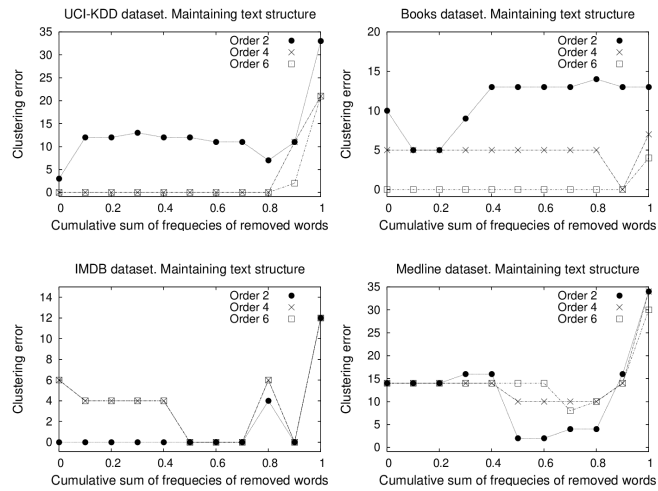 UCI-KDD dataset. Maintaining text structure
35
30
25
20
15
10
5
0
Clustering error
Order 2
Order 4
Order 6
0 0.2 0.4 0.6 0.8 1
Cumulative sum of frequecies of removed words
Books dataset. Maintaining text structure
20
15
10
5
0
Clustering error
Order 2
Order 4
Order 6
0 0.2 0.4 0.6 0.8 1
Cumulative sum of frequecies of removed words
IMDB dataset. Maintaining text structure
14
12
10
8
6
4
2
0
Clustering error
Order 2
Order 4
Order 6
0 0.2 0.4 0.6 0.8 1
Cumulative sum of frequecies of removed words
Medline dataset. Maintaining text structure
35
30
25
20
15
10
5
0
Clustering error
Order 2
Order 4
Order 6
0 0.2 0.4 0.6 0.8 1
Cumulative sum of frequecies of removed words